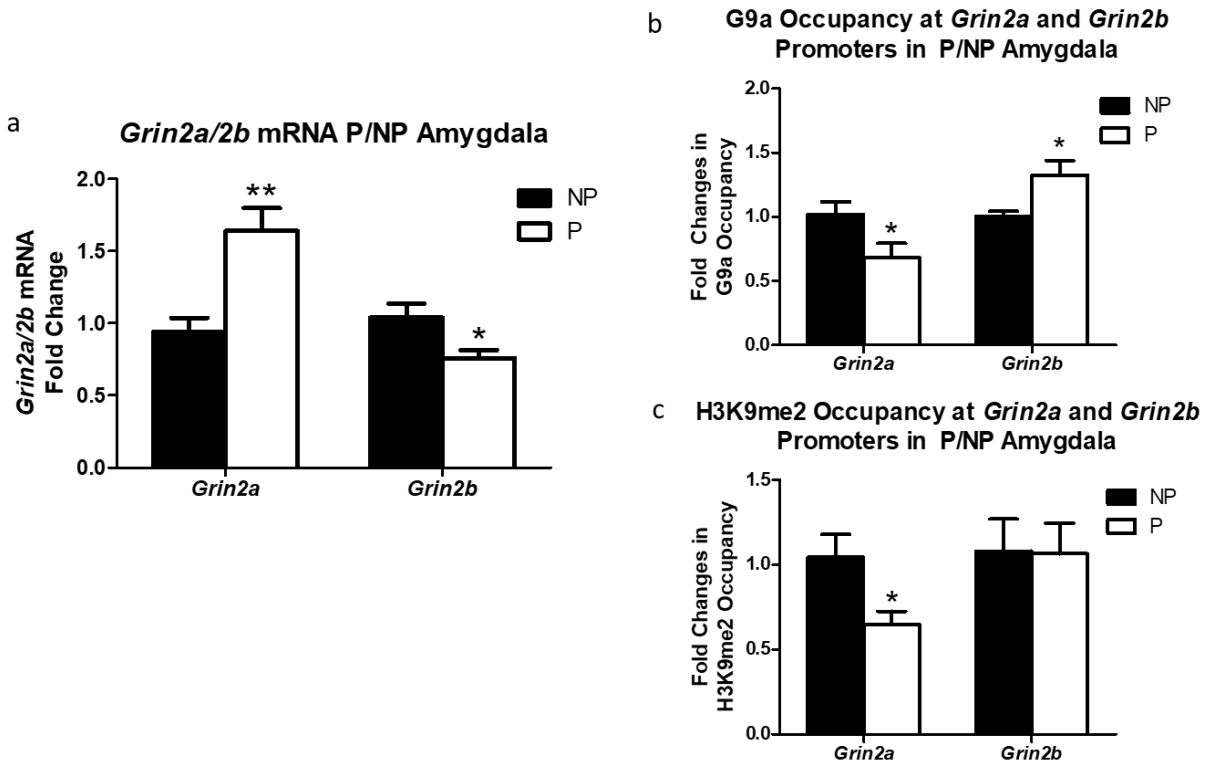 a
Grin2a/2b mRNA P/NP Amygdala
Grin2a/2b mRNA
Fold Change
2.0
1.5
1.0
0.5
0.0
**
*
NP
P
Grin2a
Grin2b
b
G9a Occupancy at Grin2a and Grin2b
Promoters in P/NP Amygdala
Fold Changes in
G9a Occupancy
2.0
1.5
1.0
0.5
0.0
*
*
NP
P
Grin2a
Grin2b
c
H3K9me2 Occupancy at Grin2a and Grin2b
Promoters in P/NP Amygdala
Fold Changes in
H3K9me2 Occupancy
1.5
1.0
0.5
0.0
*
NP
P
Grin2a
Grin2b